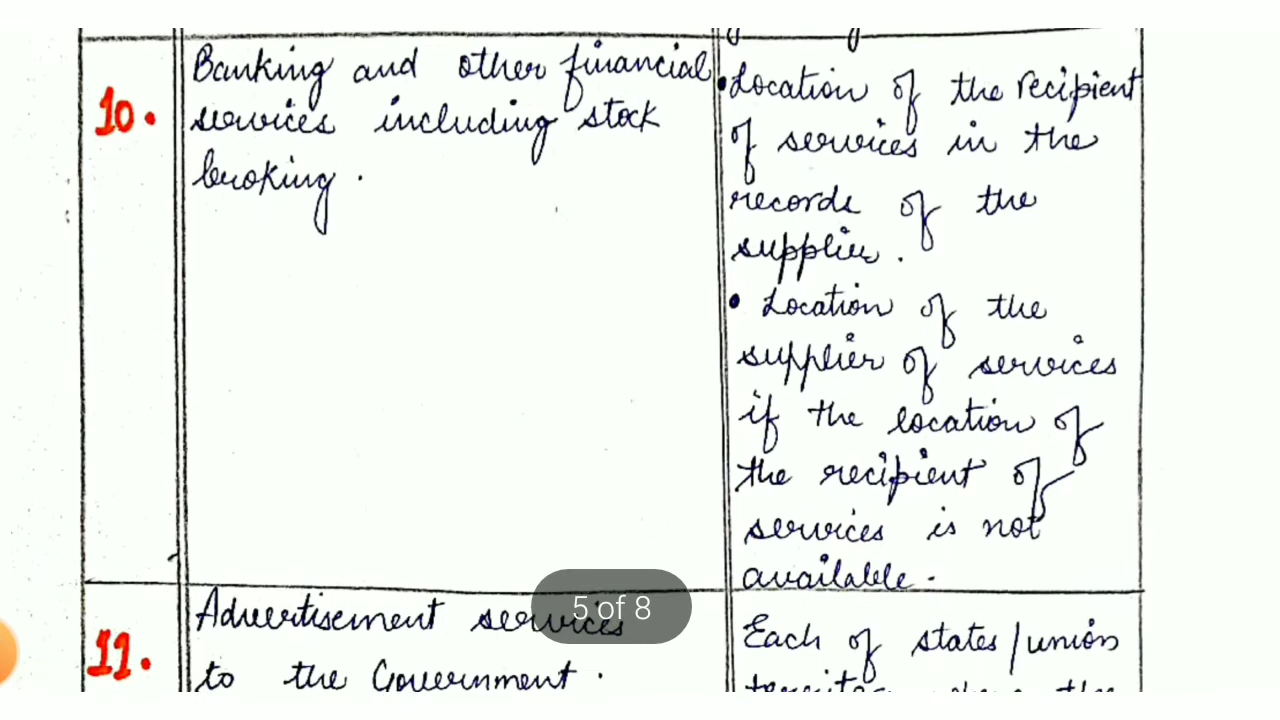 10.
Banking and other financial
services including stock
broking.
• Location of the recipient
of services in the
records of the
supplier.
• Location of the
supplier of services
if the location of
the recipient of
services is not
available.
11.
Advertisement services
to the Government.
Each of states/union
5 of 8